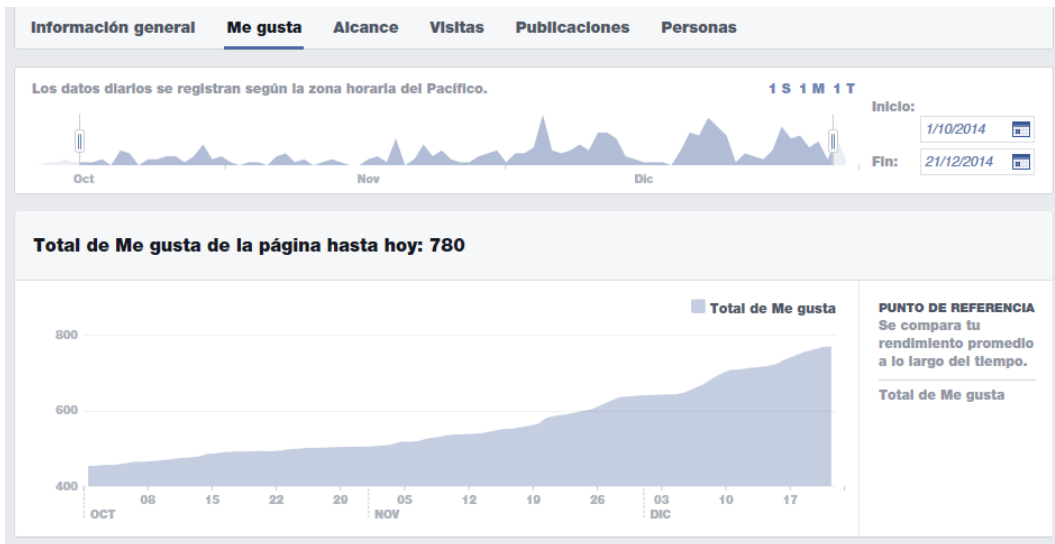 Información general Me gusta Alcance Visitas Publicaciones Personas
Los datos diarios se registran según la zona horaria del Pacífico.
1 S 1 M 1 T
Inicio:
1/10/2014
Fin: 21/12/2014
Oct Nov Dic
Total de Me gusta de la página hasta hoy: 780
Total de Me gusta
800
600
400
08 15 22 29 05 12 19 26 03 10 17
OCT NOV DIC
PUNTO DE REFERENCIA
Se compara tu
rendimiento promedio
a lo largo del tiempo.
Total de Me gusta